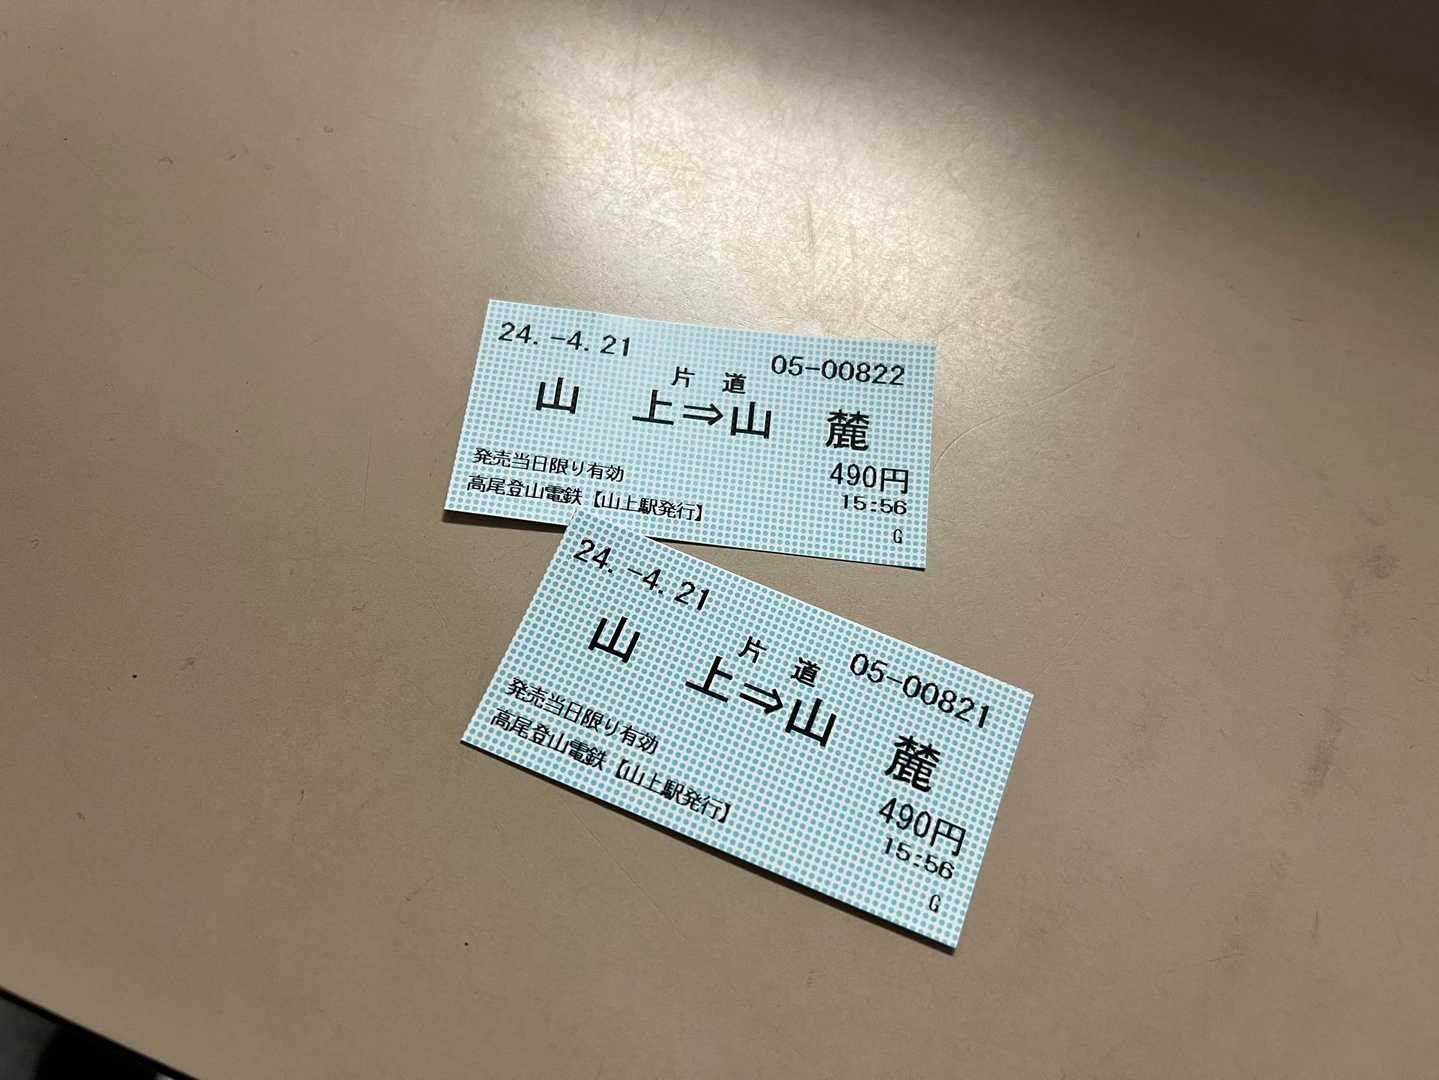 24.-4.21
05-00822
片 道
山 上⇒山 麓
490円
発売当日限り有効
15:56
高尾登山電鉄【山上駅発行】
G
24.-4.21
05-00821
片 道
山 上⇒山 麓
490円
発売当日限り有効
15:56
高尾登山電鉄【山上駅発行】
G